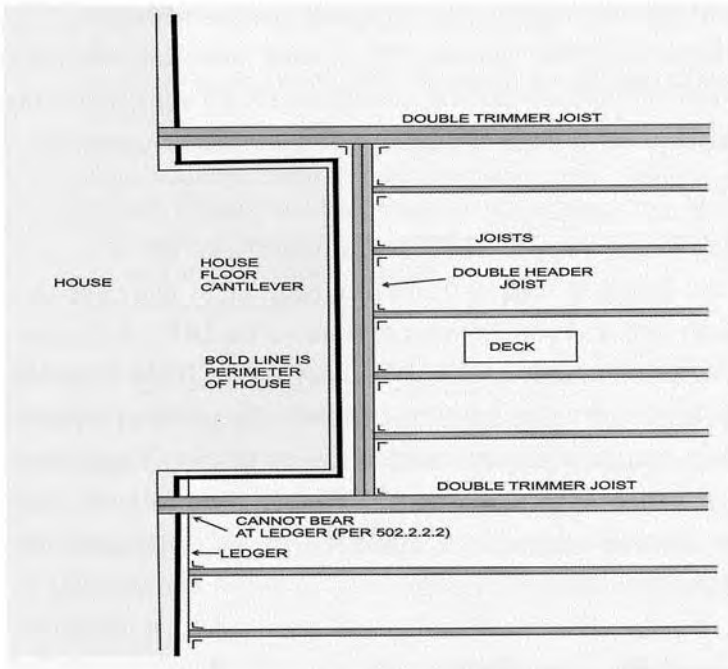 DOUBLE TRIMMER JOIST
JOISTS
HOUSE
FLOOR
CANTILEVER
HOUSE
DOUBLE HEADER
JOIST
DECK
BOLD LINE IS
PERIMETER
OF HOUSE
DOUBLE TRIMMER JOIST
CANNOT BEAR
AT LEDGER (PER 502.2.2.2)
LEDGER